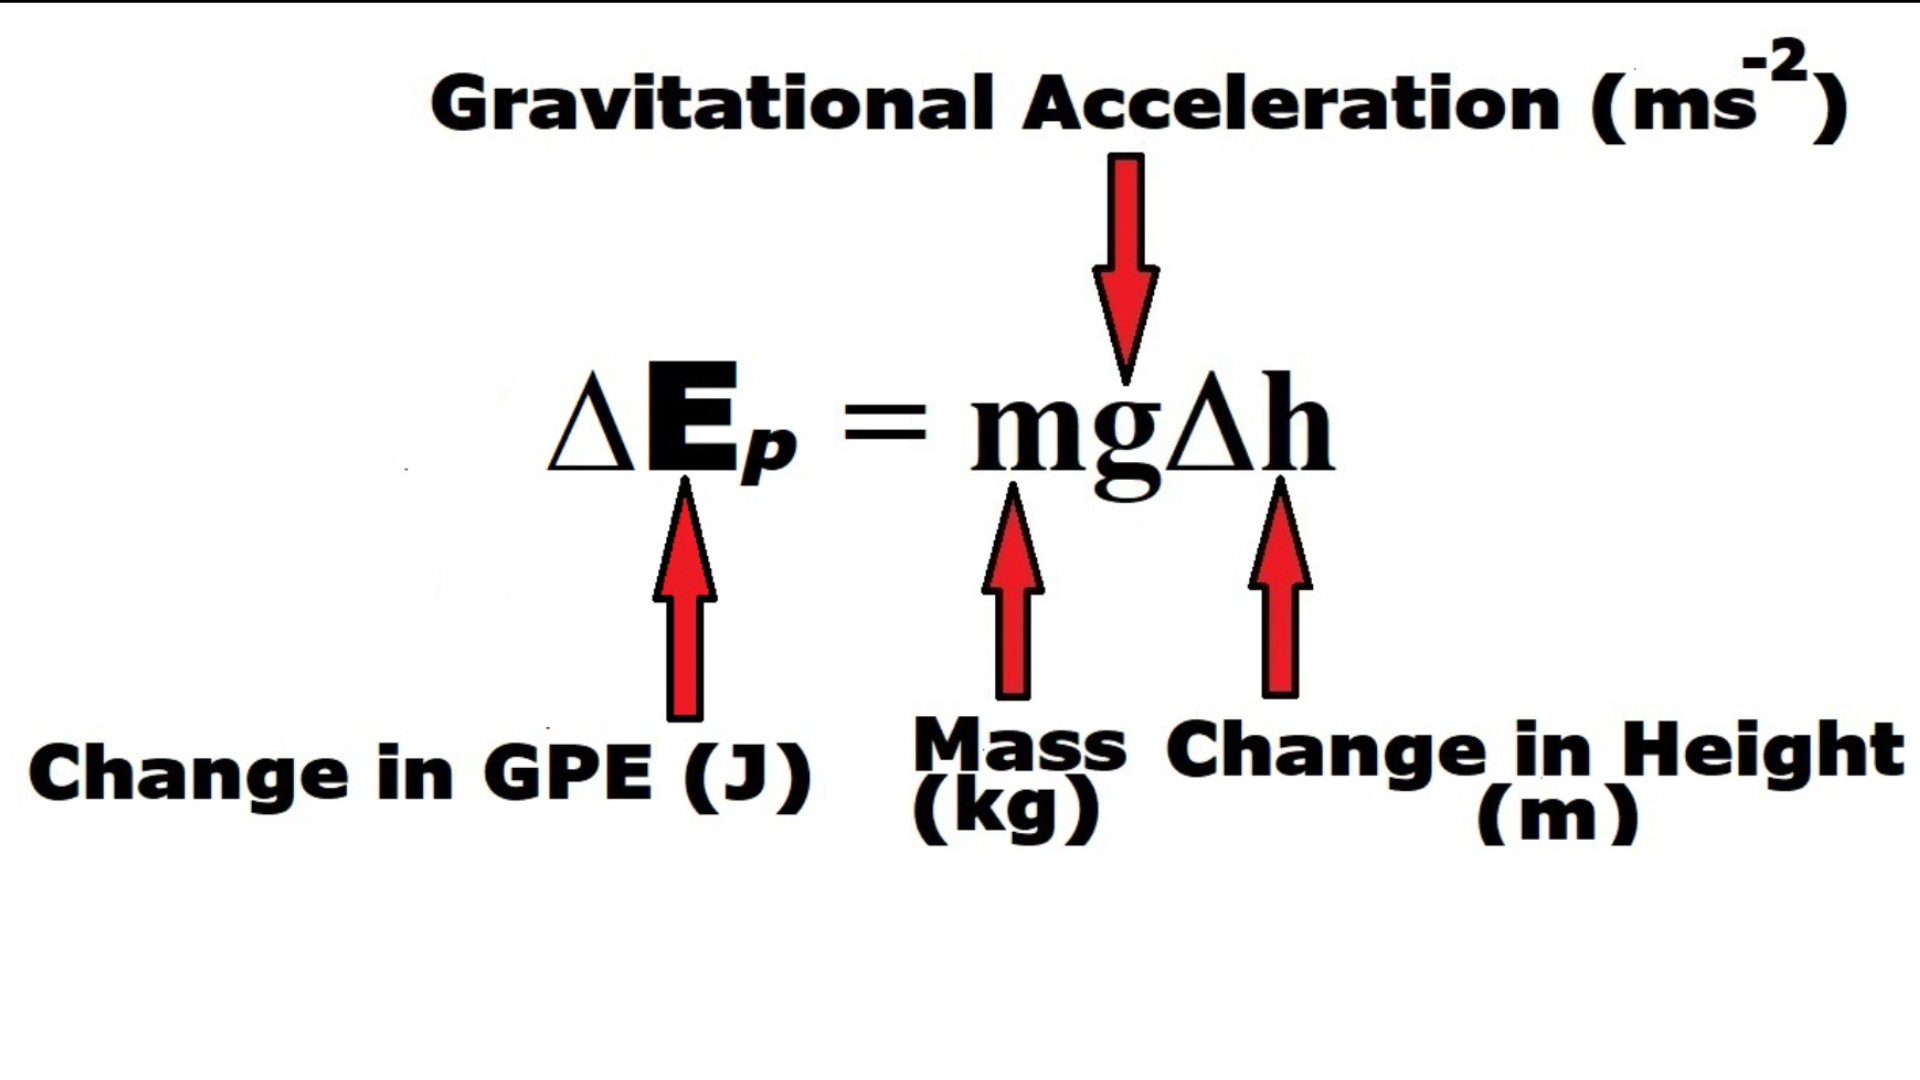 Gravitational Acceleration (ms⁻²)
ΔEₚ = mgΔh
Change in GPE (J)
Mass
(kg)
Change in Height
(m)